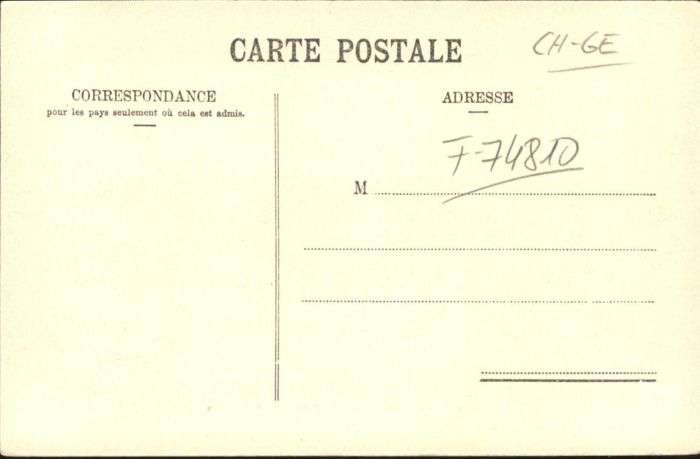 CARTE POSTALE
CH-GE
CORRESPONDANCE
pour les pays seulement où cela est admis.
ADRESSE
F-74810
M